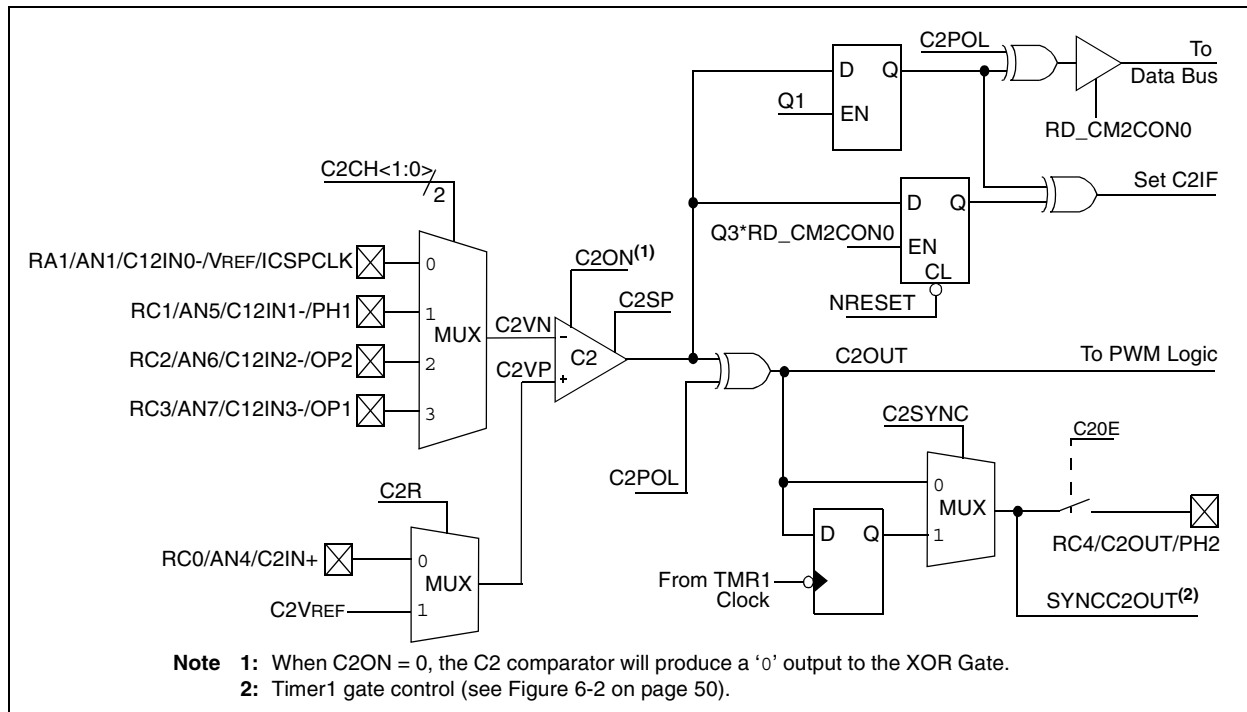 C2POL
To
Data Bus
D Q
Q1
EN
RD_CM2CON0
C2CH<1:0>
2
Set C2IF
D Q
Q3*RD_CM2CON0
EN
CL
NRESET
RA1/AN1/C12IN0-/VREF/ICSPCLK
0
C2ON(1)
C2SP
RC1/AN5/C12IN1-/PH1
1
MUX
C2VN
-
C2
RC2/AN6/C12IN2-/OP2
2
C2VP
+
C2OUT
To PWM Logic
RC3/AN7/C12IN3-/OP1
3
C2SYNC
C20E
C2POL
C2R
0
MUX
RC0/AN4/C2IN+
0
MUX
D Q
1
RC4/C2OUT/PH2
C2VREF
1
From TMR1
Clock
SYNCC2OUT(2)
Note 1: When C2ON = 0, the C2 comparator will produce a ‘0’ output to the XOR Gate.
2: Timer1 gate control (see Figure 6-2 on page 50).